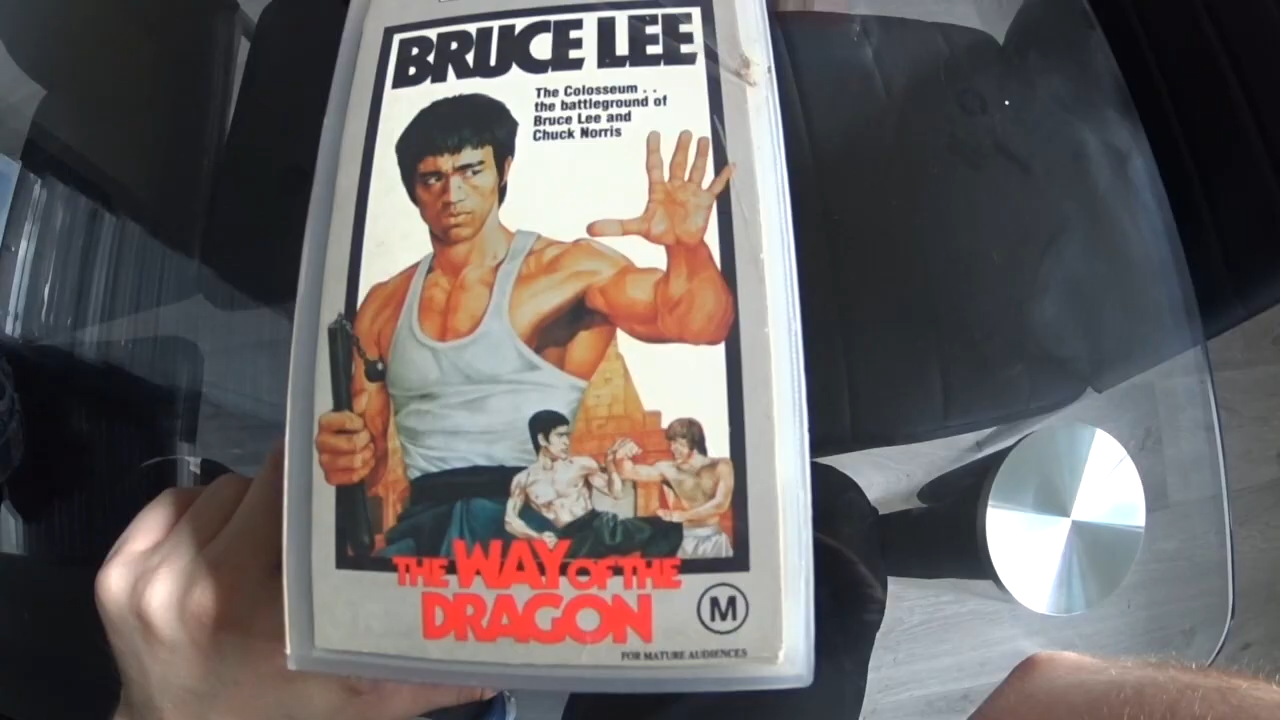 BRUCE LEE
The Colosseum . .
the battleground of
Bruce Lee and
Chuck Norris
THE WAY OF THE
DRAGON
M
FOR MATURE AUDIENCES